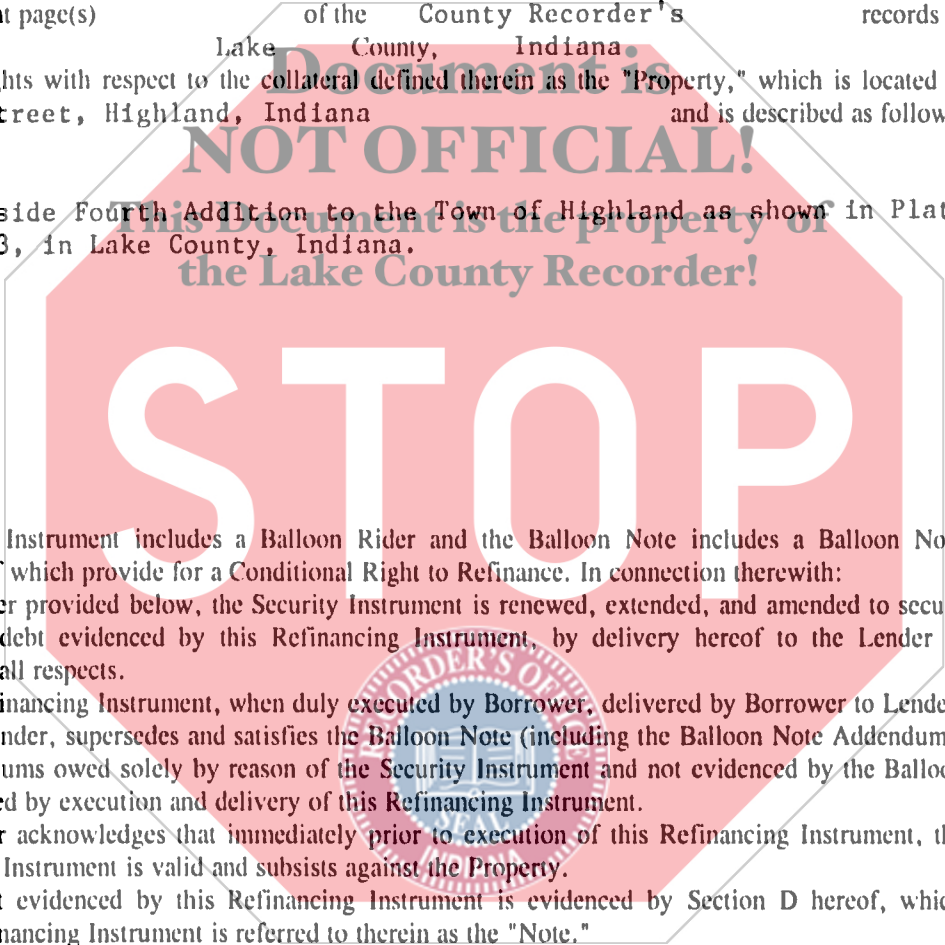 t page(s) of the County Recorder's records
Lake County, Indiana
Document is
hts with respect to the collateral defined therein as the "Property," which is located
treet, Highland, Indiana and is described as follow
NOT OFFICIAL!
side Fourth Addition to the Town of Highland as shown in Plat
This Document is the property of
3, in Lake County, Indiana.
the Lake County Recorder!
STOP
Instrument includes a Balloon Rider and the Balloon Note includes a Balloon No
which provide for a Conditional Right to Refinance. In connection therewith:
er provided below, the Security Instrument is renewed, extended, and amended to secu
debt evidenced by this Refinancing Instrument, by delivery hereof to the Lender
all respects.
inancing Instrument, when duly executed by Borrower, delivered by Borrower to Lende
nder, supersedes and satisfies the Balloon Note (including the Balloon Note Addendum
ums owed solely by reason of the Security Instrument and not evidenced by the Balloo
ed by execution and delivery of this Refinancing Instrument.
r acknowledges that immediately prior to execution of this Refinancing Instrument, th
Instrument is valid and subsists against the Property.
t evidenced by this Refinancing Instrument is evidenced by Section D hereof, whic
nancing Instrument is referred to therein as the "Note."
RECORDER'S OFFICE
SEAL
INDIANA